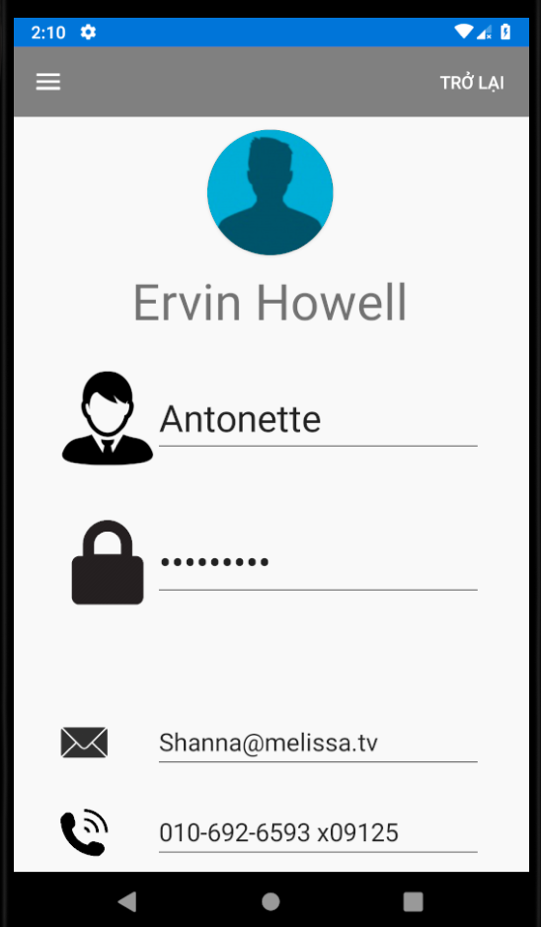 2:10
TRỞ LẠI
Ervin Howell
Antonette
•••••••••
Shanna@melissa.tv
010-692-6593 x09125